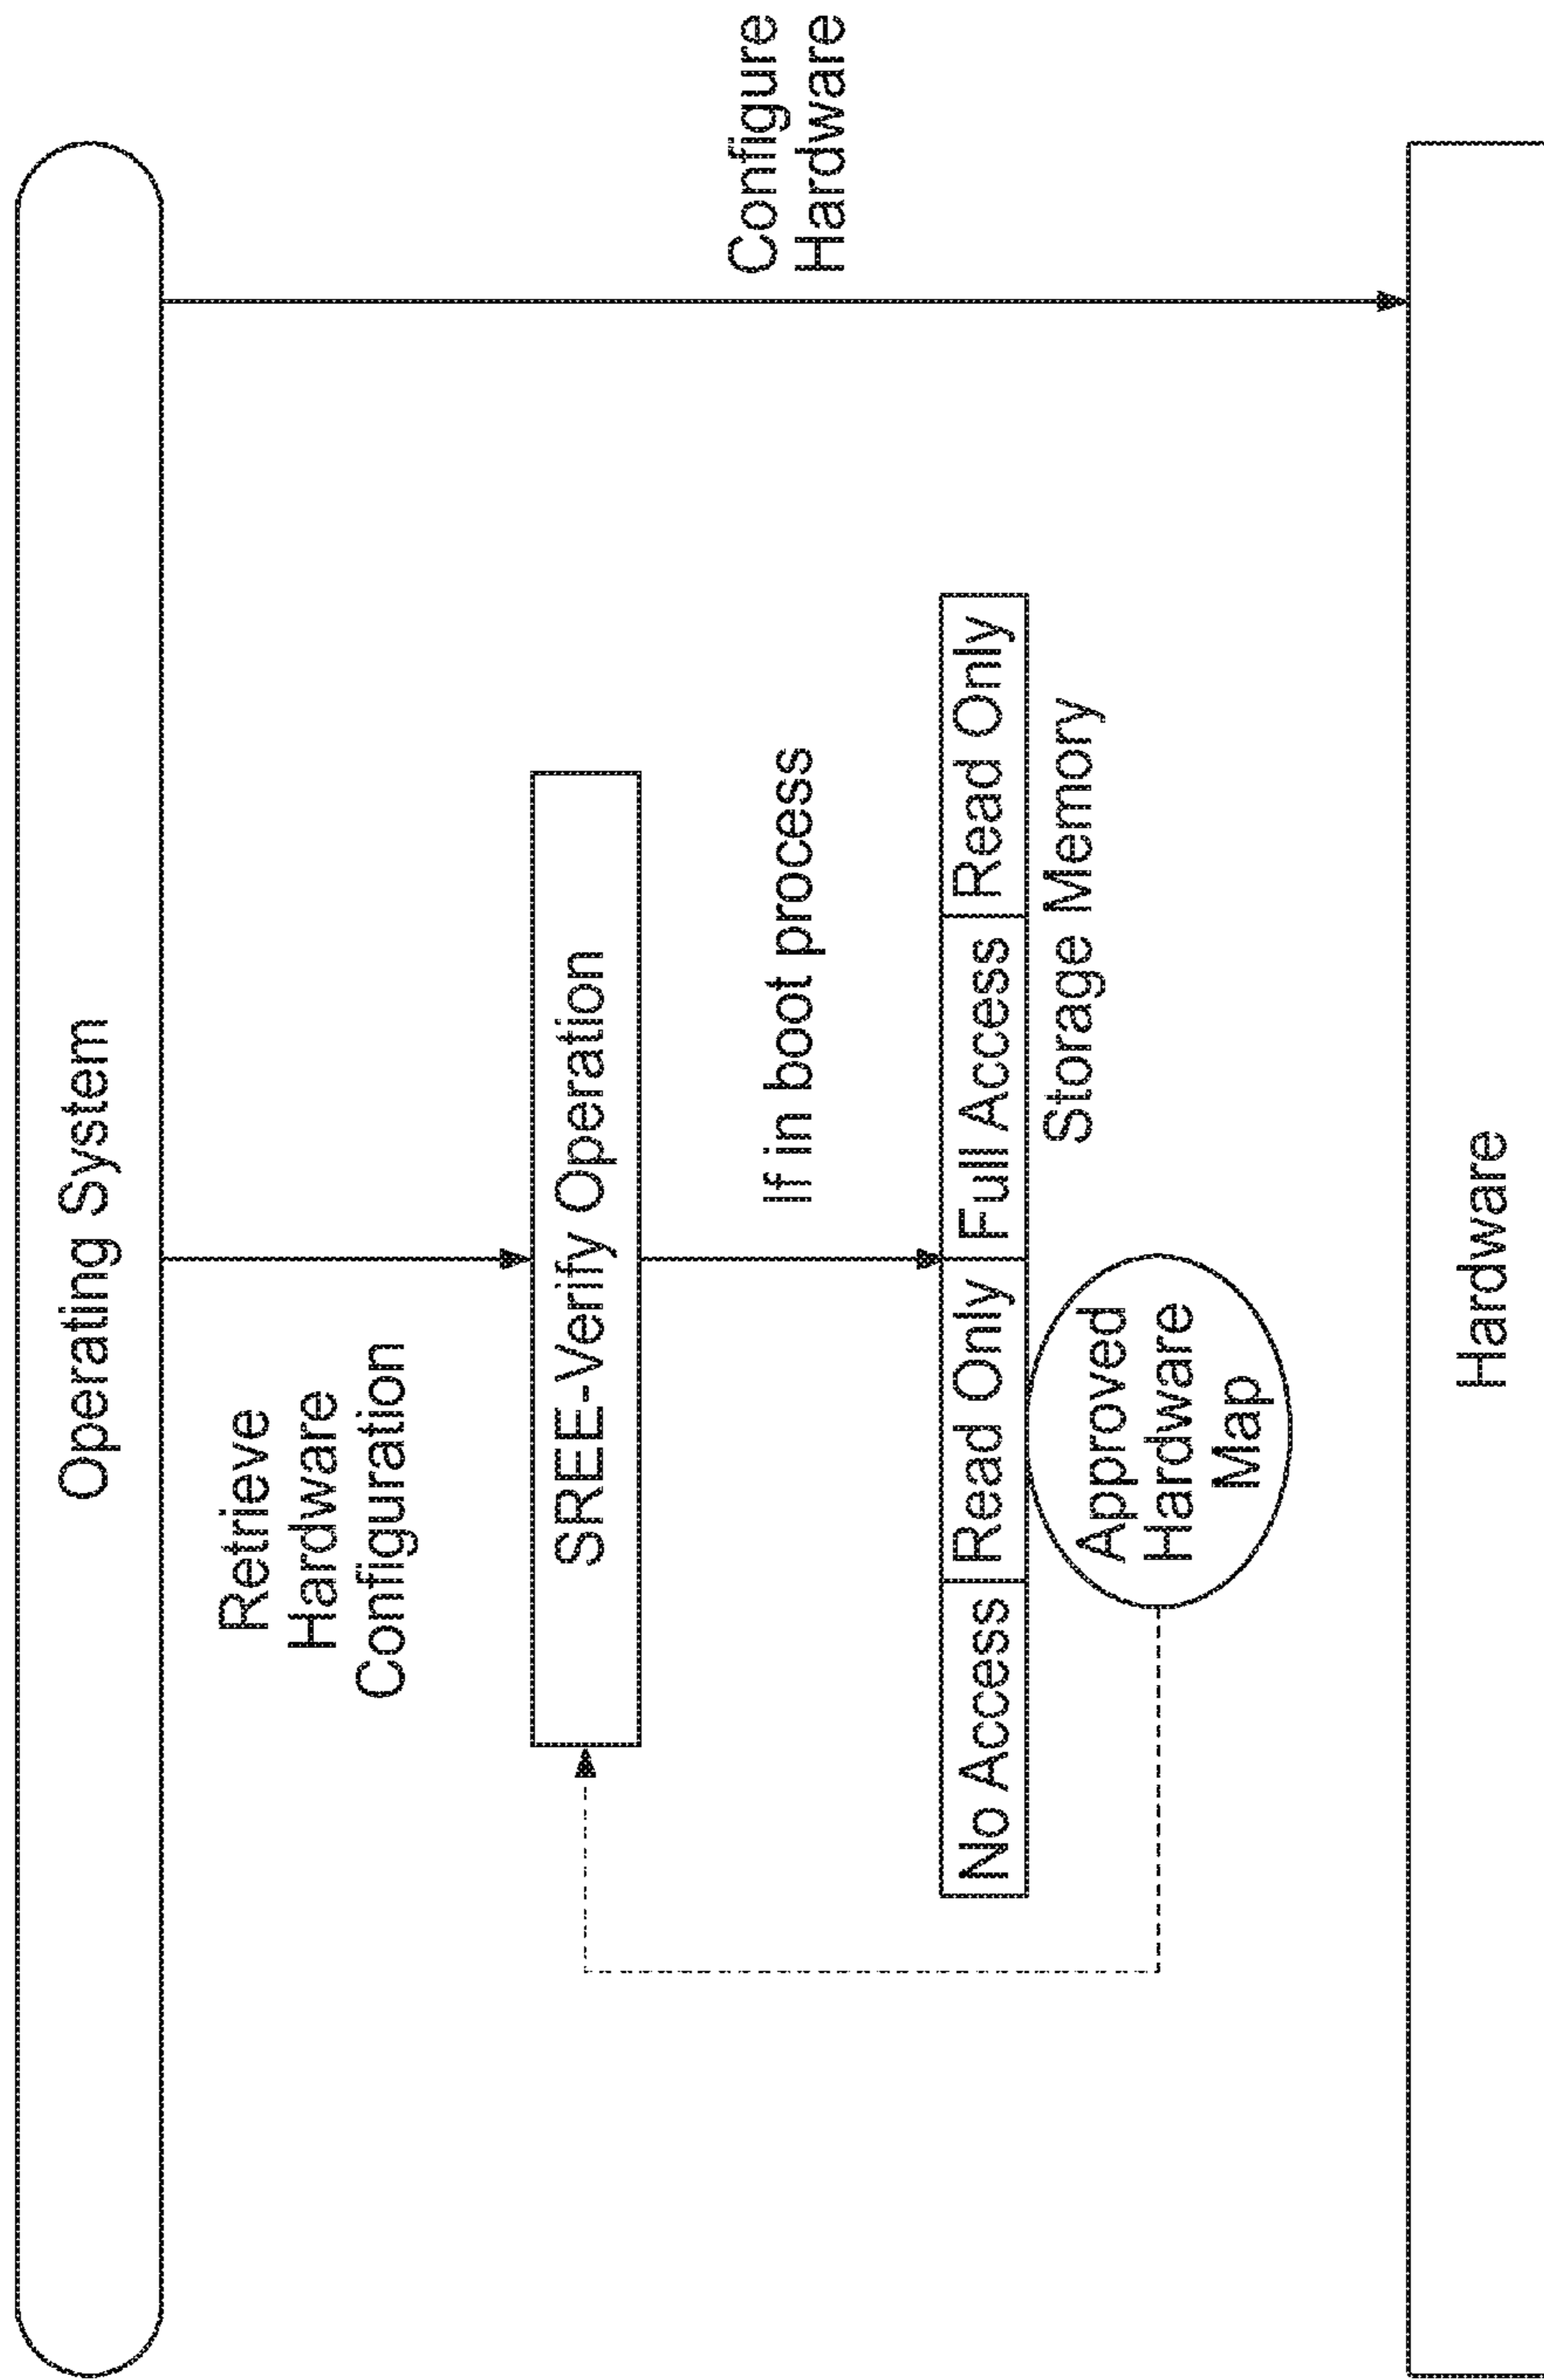 Operating System
Retrieve
Hardware
Configuration
SREE-Verify Operation
If in boot process
Configure
Hardware
No Access
Read Only
Full Access
Read Only
Storage Memory
Approved
Hardware
Map
Hardware